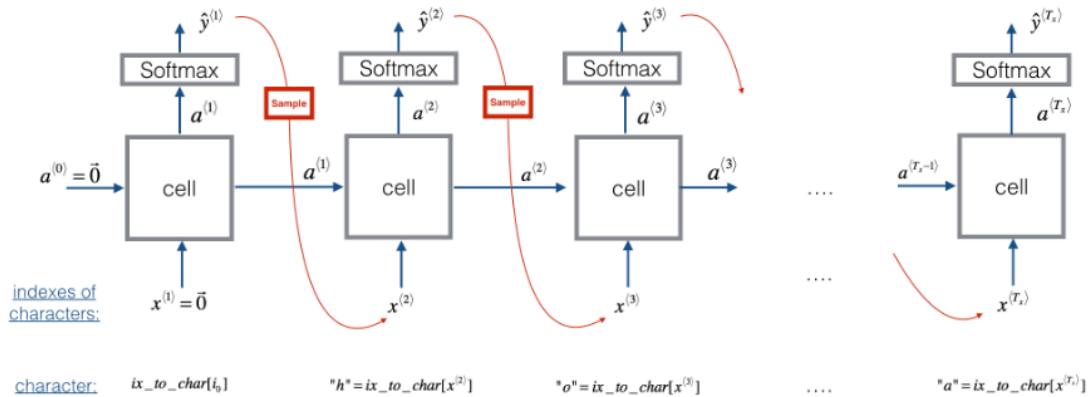 ŷ⟨1⟩ ŷ⟨2⟩ ŷ⟨3⟩ ŷ⟨Tx⟩
Softmax Softmax Softmax Softmax
Sample Sample
a⟨1⟩ a⟨2⟩ a⟨3⟩ a⟨Tx⟩
a⟨0⟩ = 0⃗ cell a⟨1⟩ cell a⟨2⟩ cell a⟨3⟩ .... a⟨Tx−1⟩ cell
indexes of
characters:
x⟨1⟩ = 0⃗ x⟨2⟩ x⟨3⟩ .... x⟨Tx⟩
character: ix_to_char[i₀] "h" = ix_to_char[x⟨2⟩] "o" = ix_to_char[x⟨3⟩] .... "a" = ix_to_char[x⟨Tx⟩]